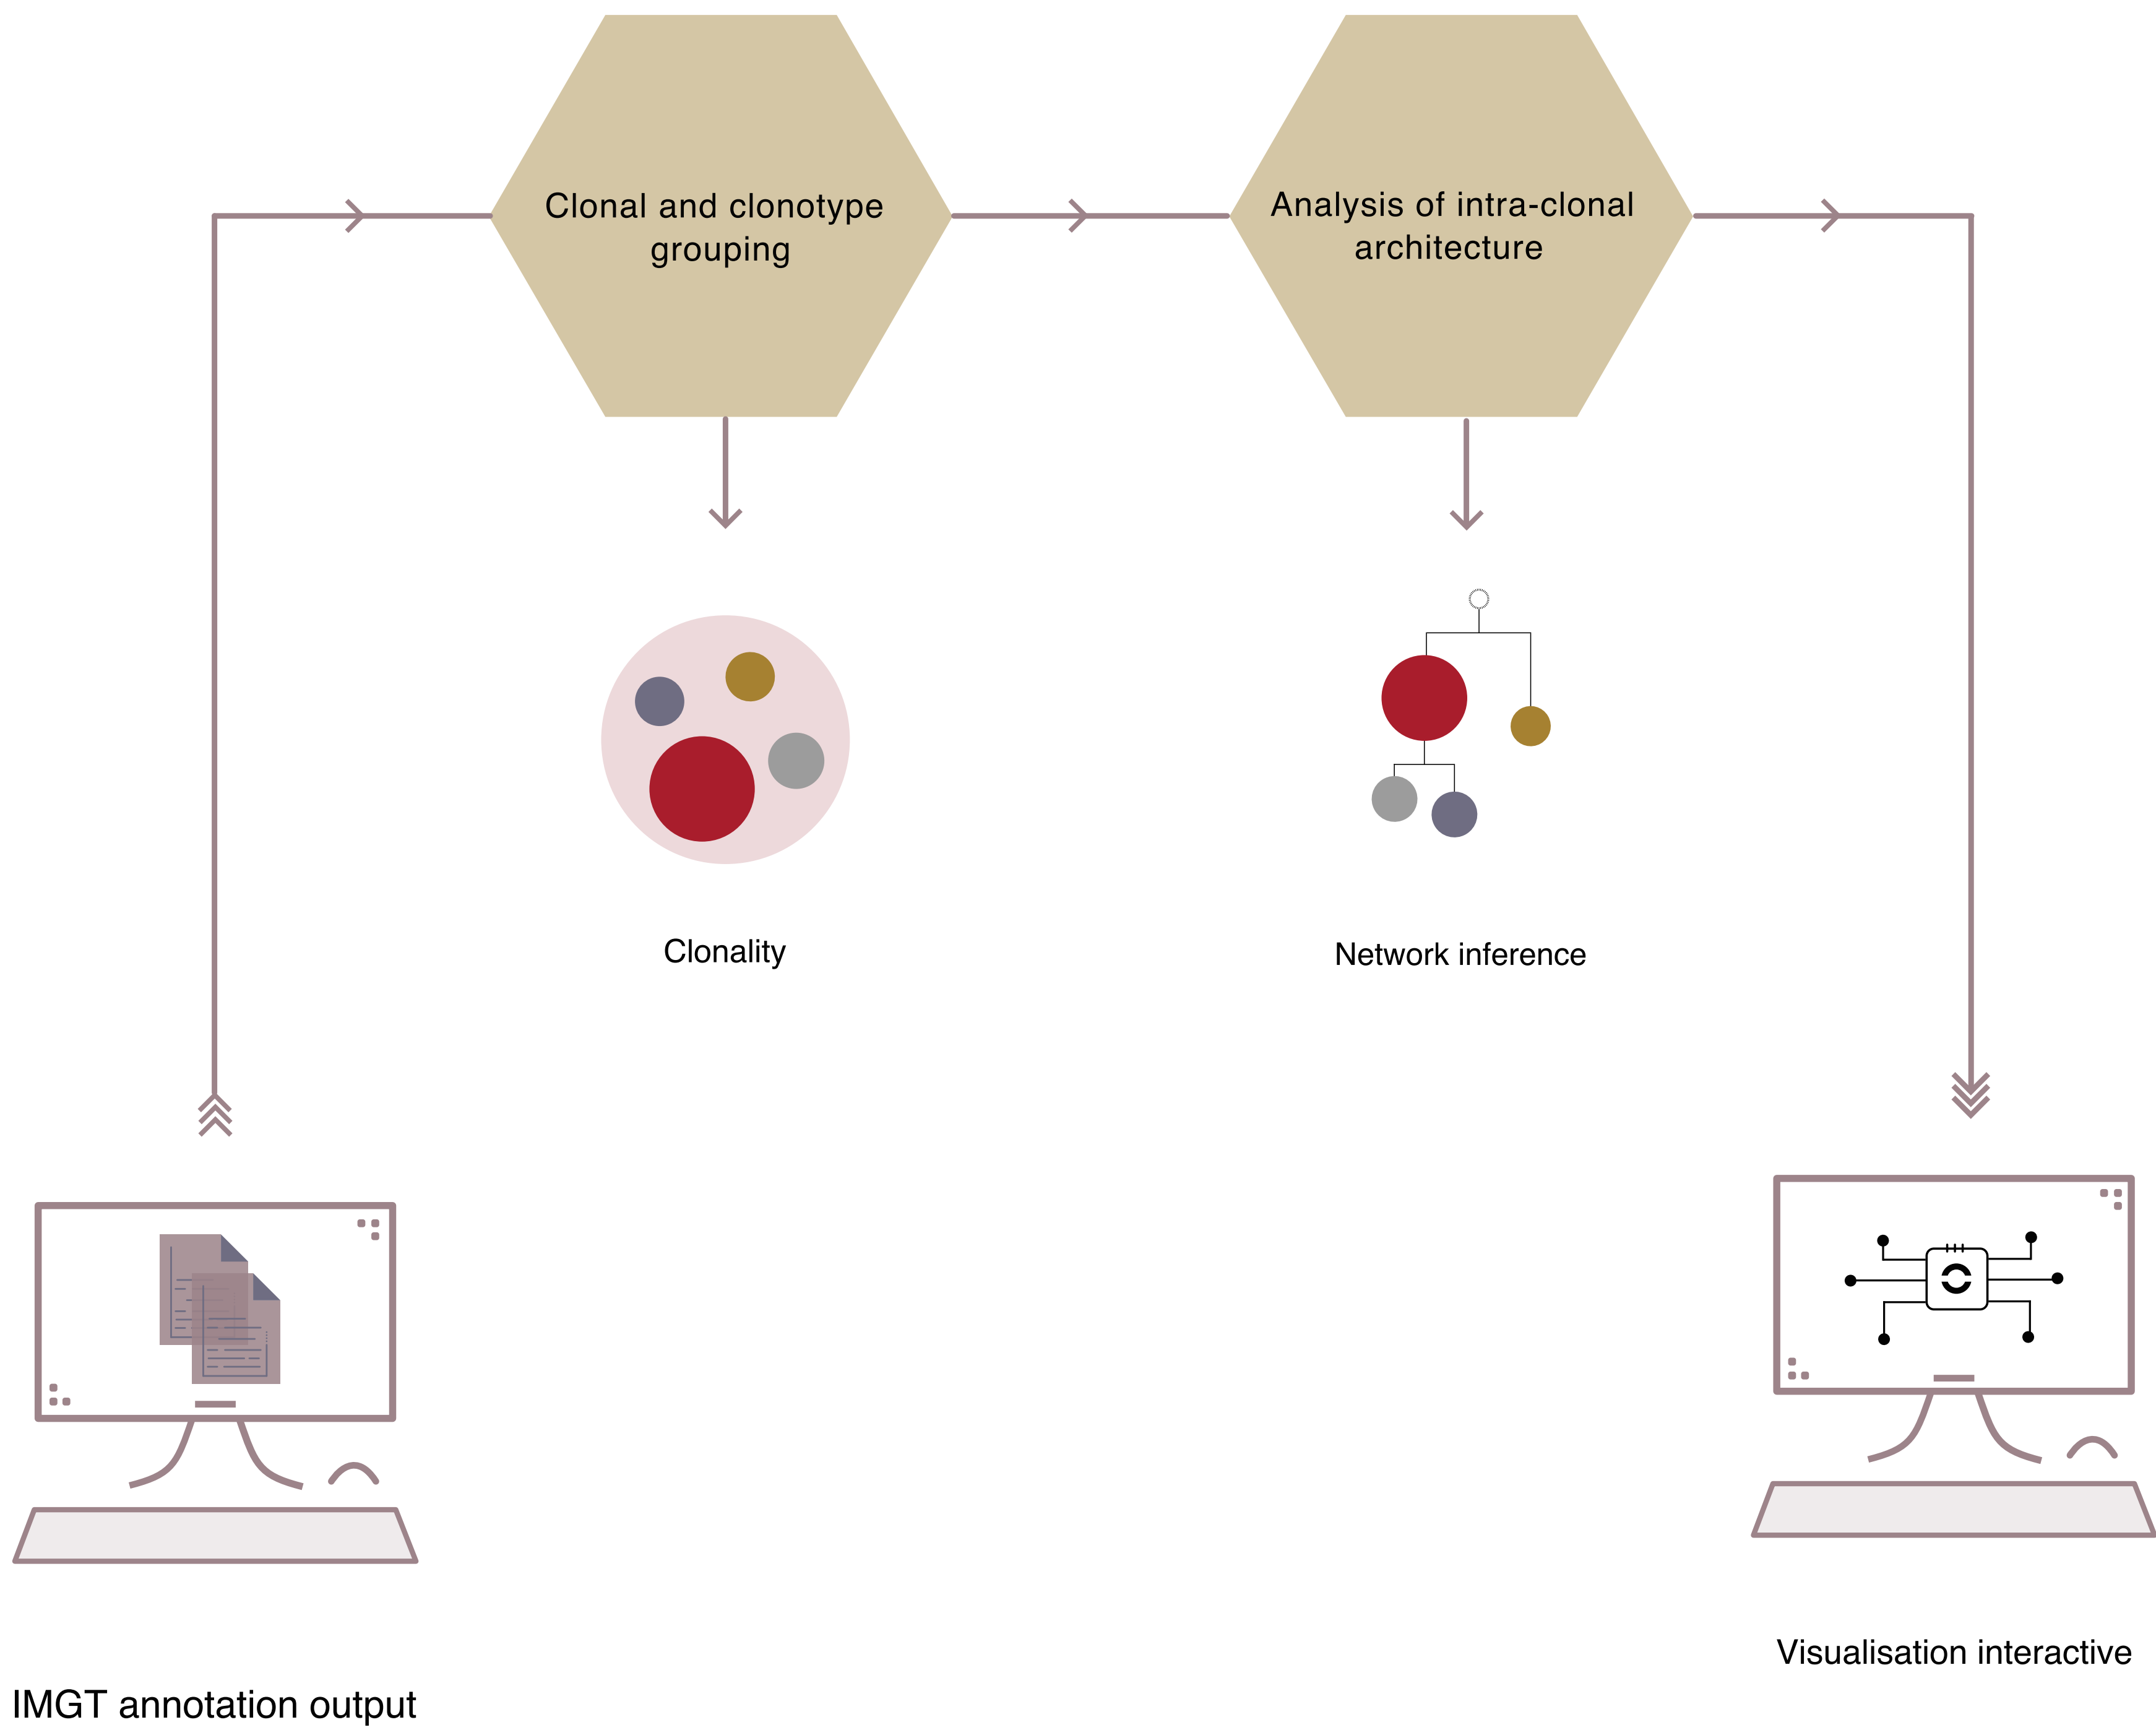 Clonal and clonotype
grouping
Analysis of intra-clonal
architecture
Clonality
Network inference
IMGT annotation output
Visualisation interactive